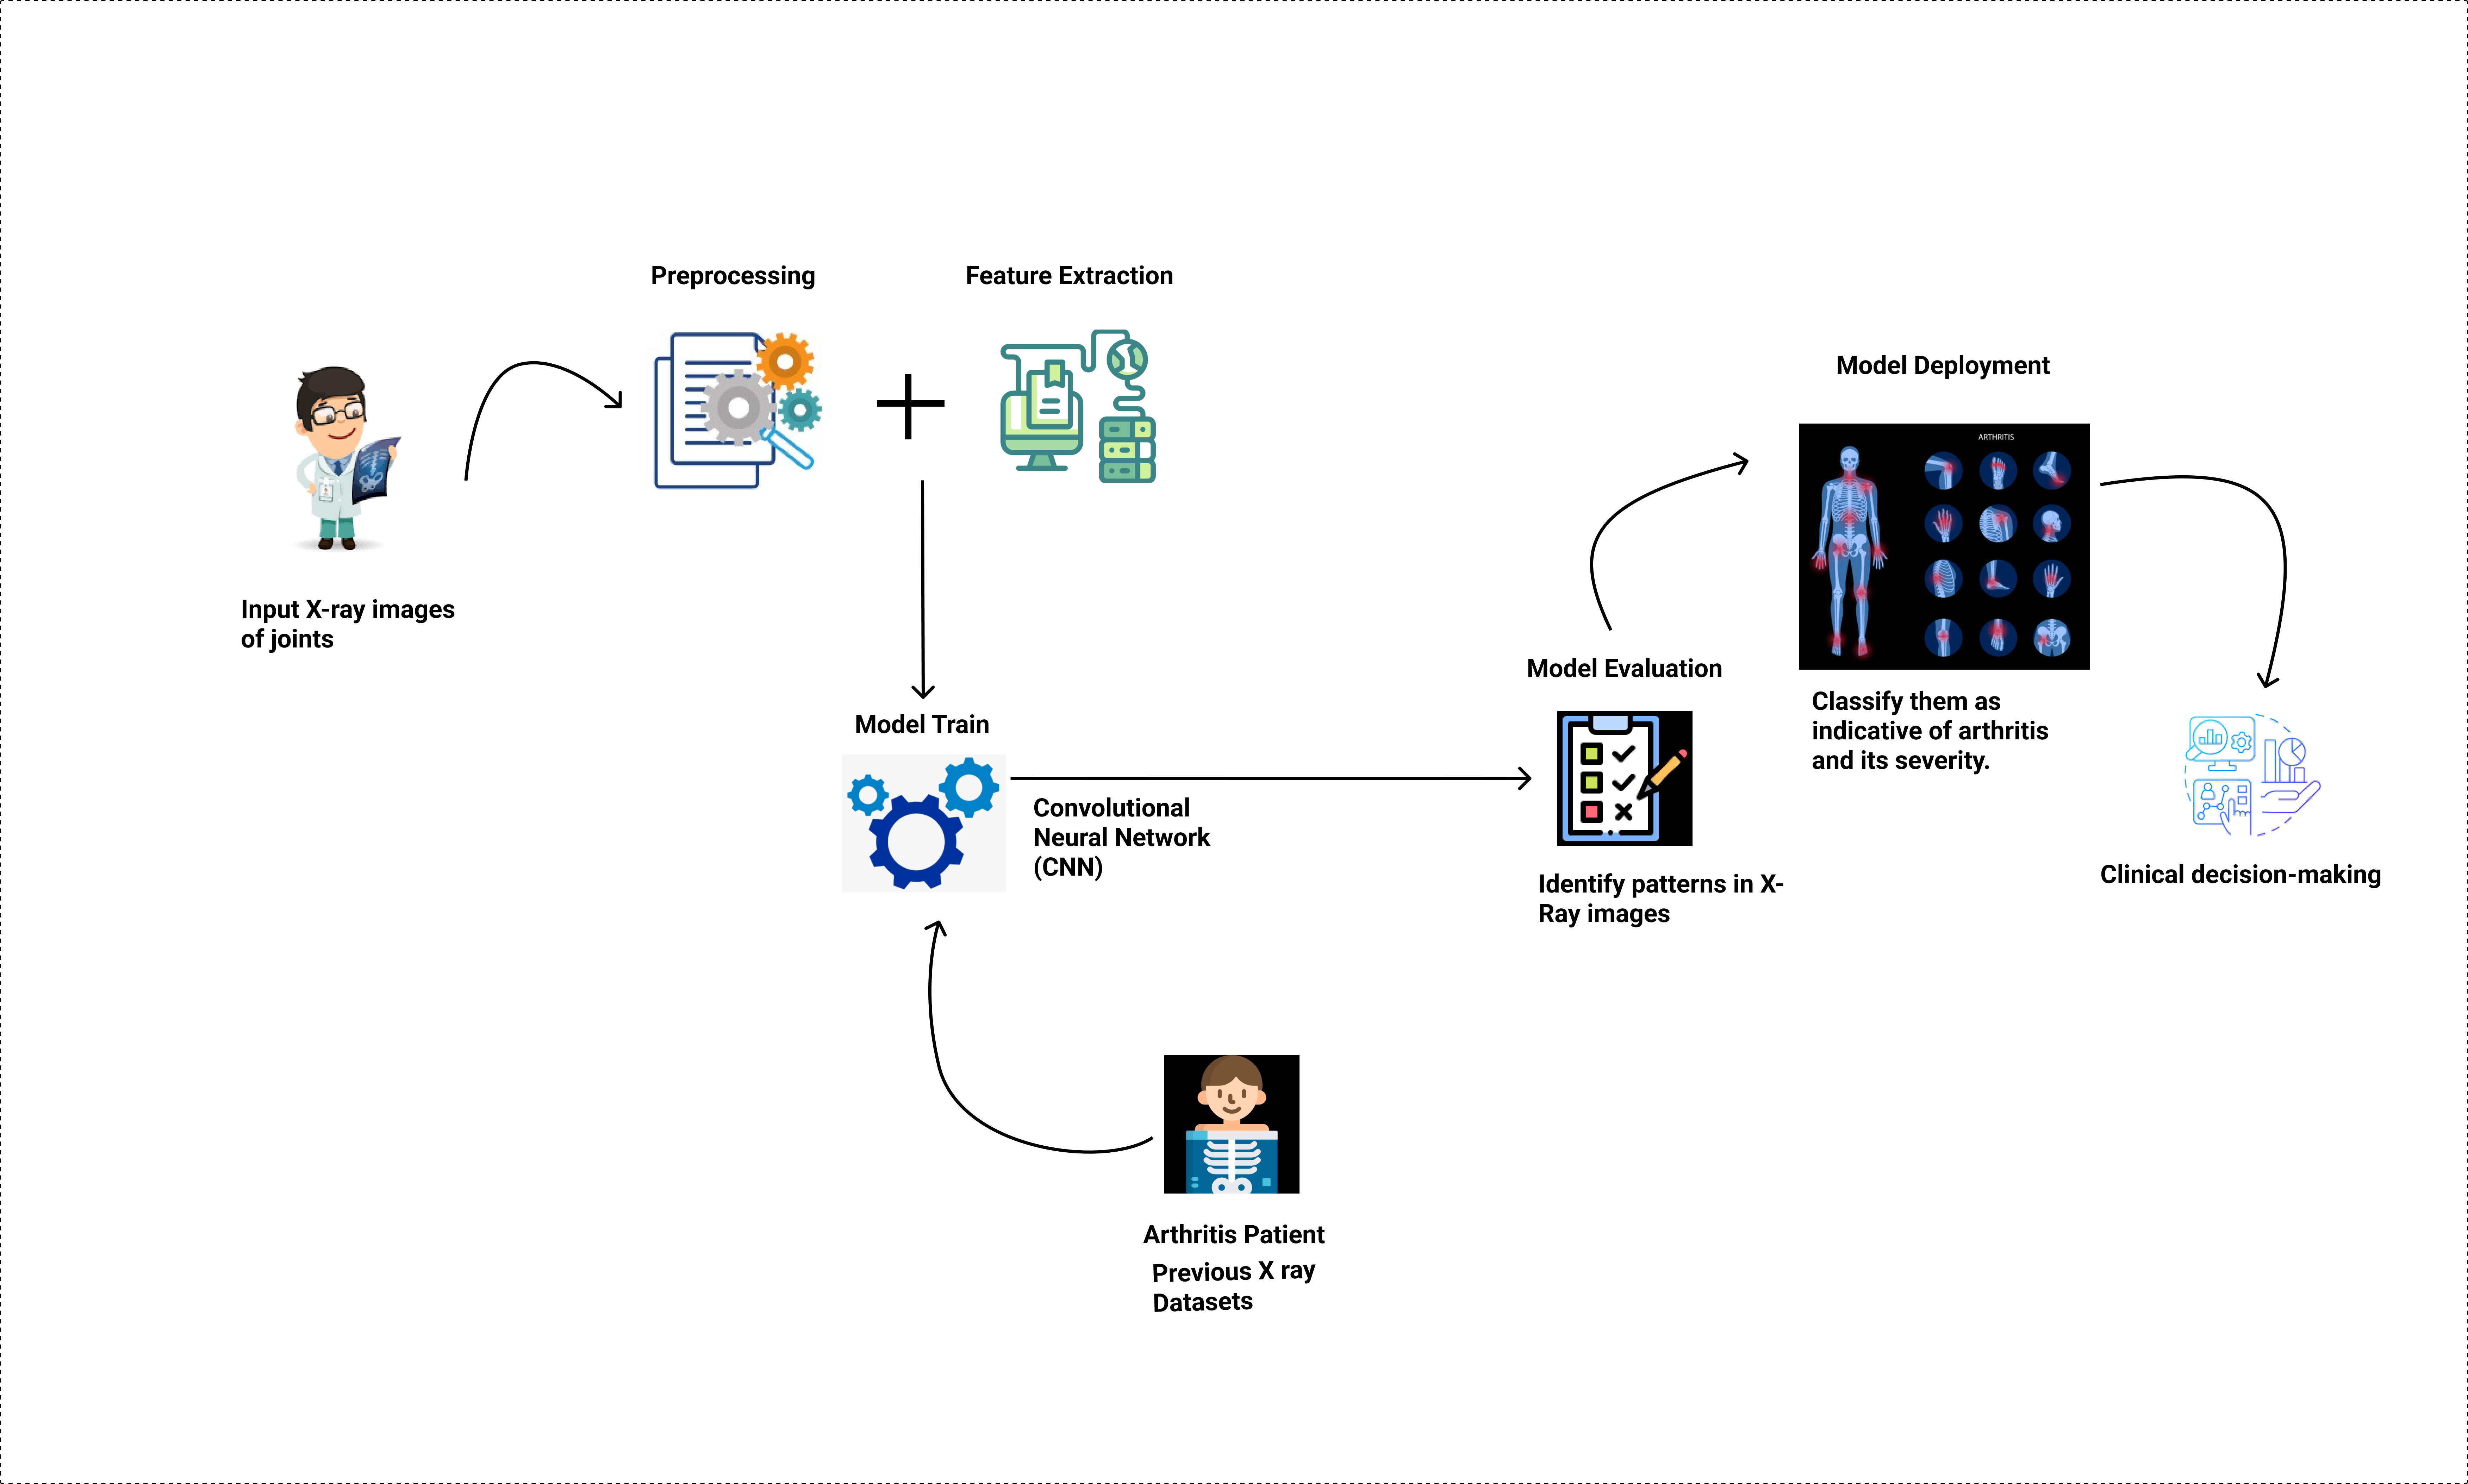 Preprocessing
Feature Extraction
Input X-ray images
of joints
Model Train
Convolutional
Neural Network
(CNN)
Arthritis Patient
Previous X ray
Datasets
Model Evaluation
Identify patterns in X-
Ray images
Model Deployment
ARTHRITIS
Classify them as
indicative of arthritis
and its severity.
Clinical decision-making